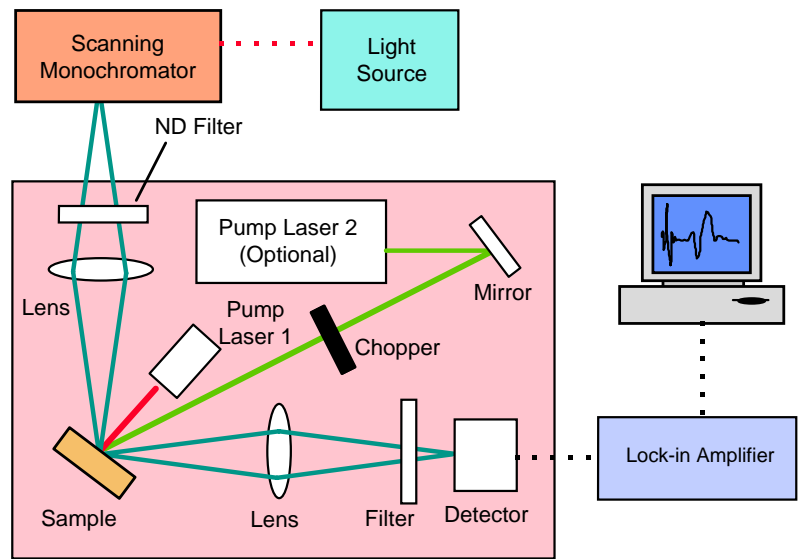 Scanning
Monochromator
Light
Source
ND Filter
Pump Laser 2
(Optional)
Mirror
Lens
Pump
Laser 1
Chopper
Lock-in Amplifier
Sample
Lens
Filter
Detector